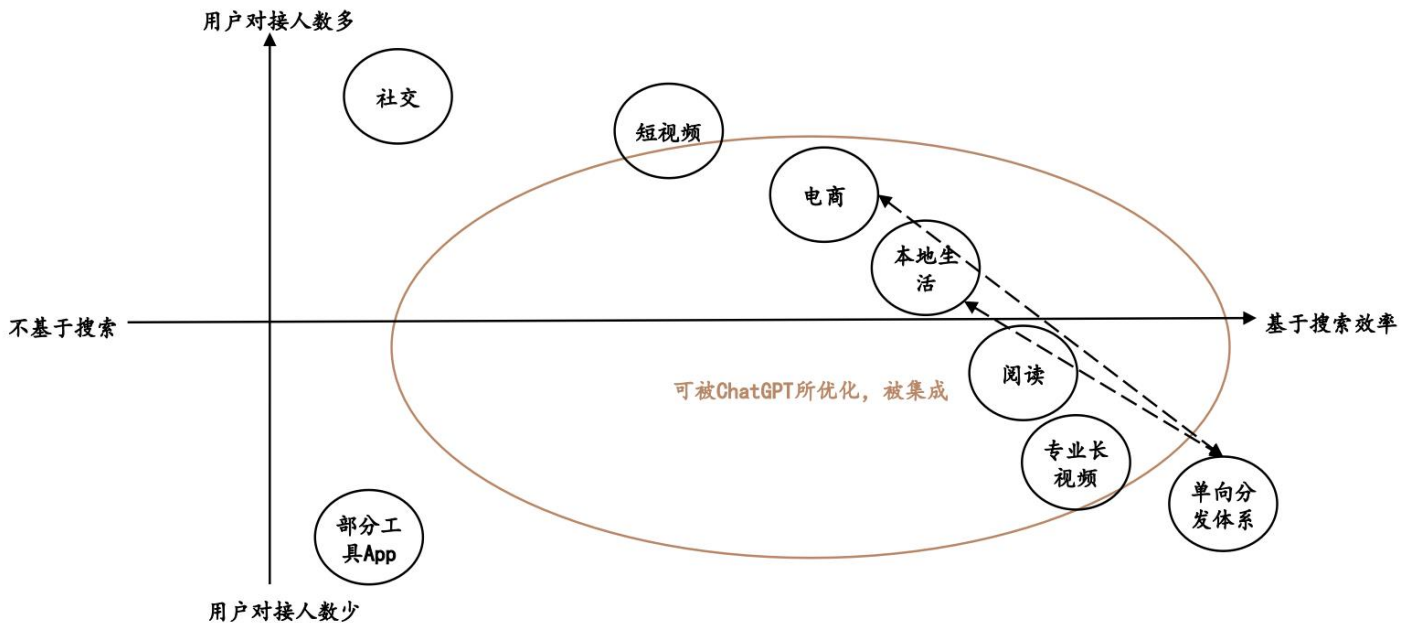 用户对接人数多
社交
短视频
电商
本地生
活
不基于搜索
基于搜索效率
阅读
可被ChatGPT所优化，被集成
专业长
视频
单向分
发体系
部分工
具App
用户对接人数少